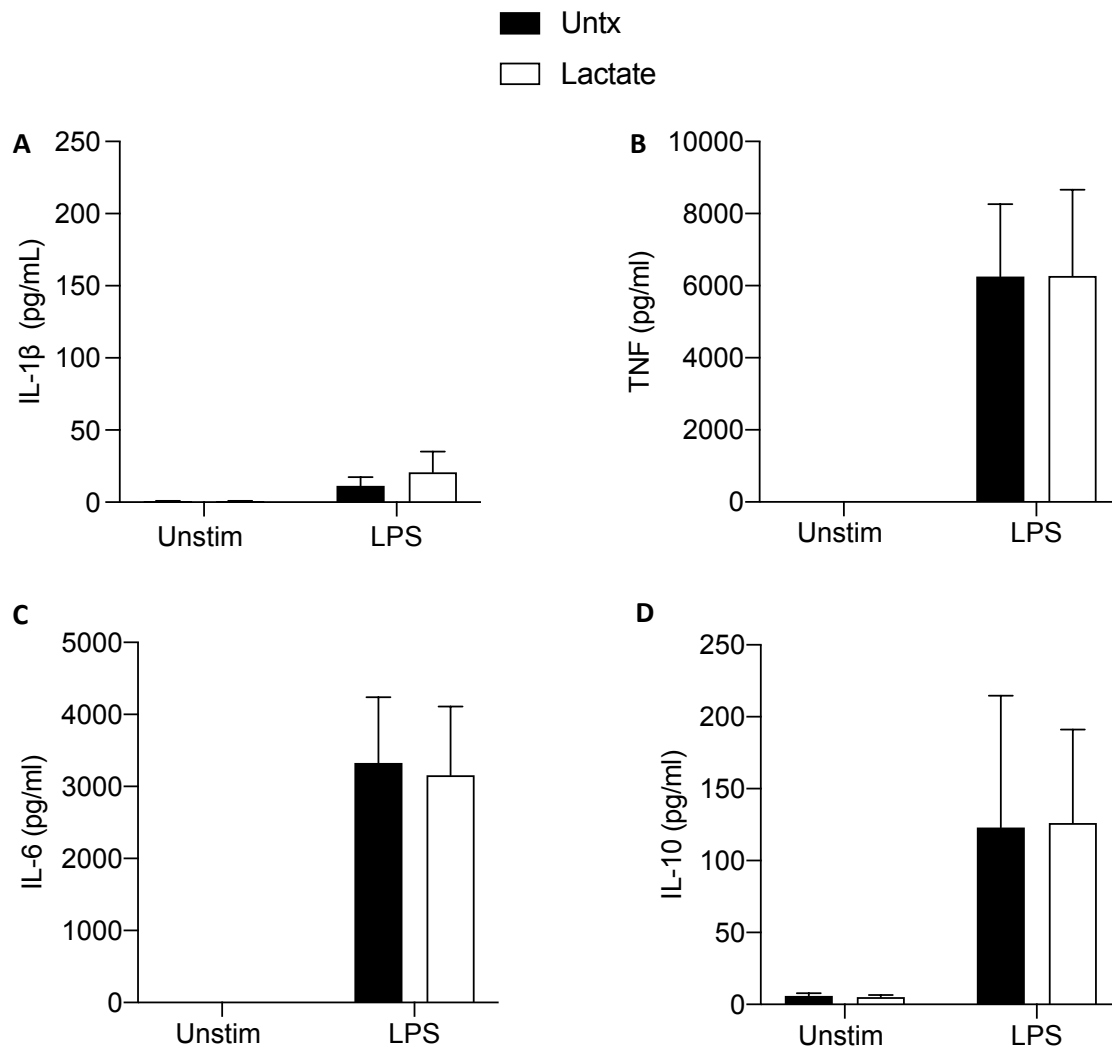 Untx
Lactate
A
IL-1β (pg/mL)
250
200
150
100
50
0
Unstim LPS
B
TNF (pg/ml)
10000
8000
6000
4000
2000
0
Unstim LPS
C
IL-6 (pg/ml)
5000
4000
3000
2000
1000
0
Unstim LPS
D
IL-10 (pg/ml)
250
200
150
100
50
0
Unstim LPS